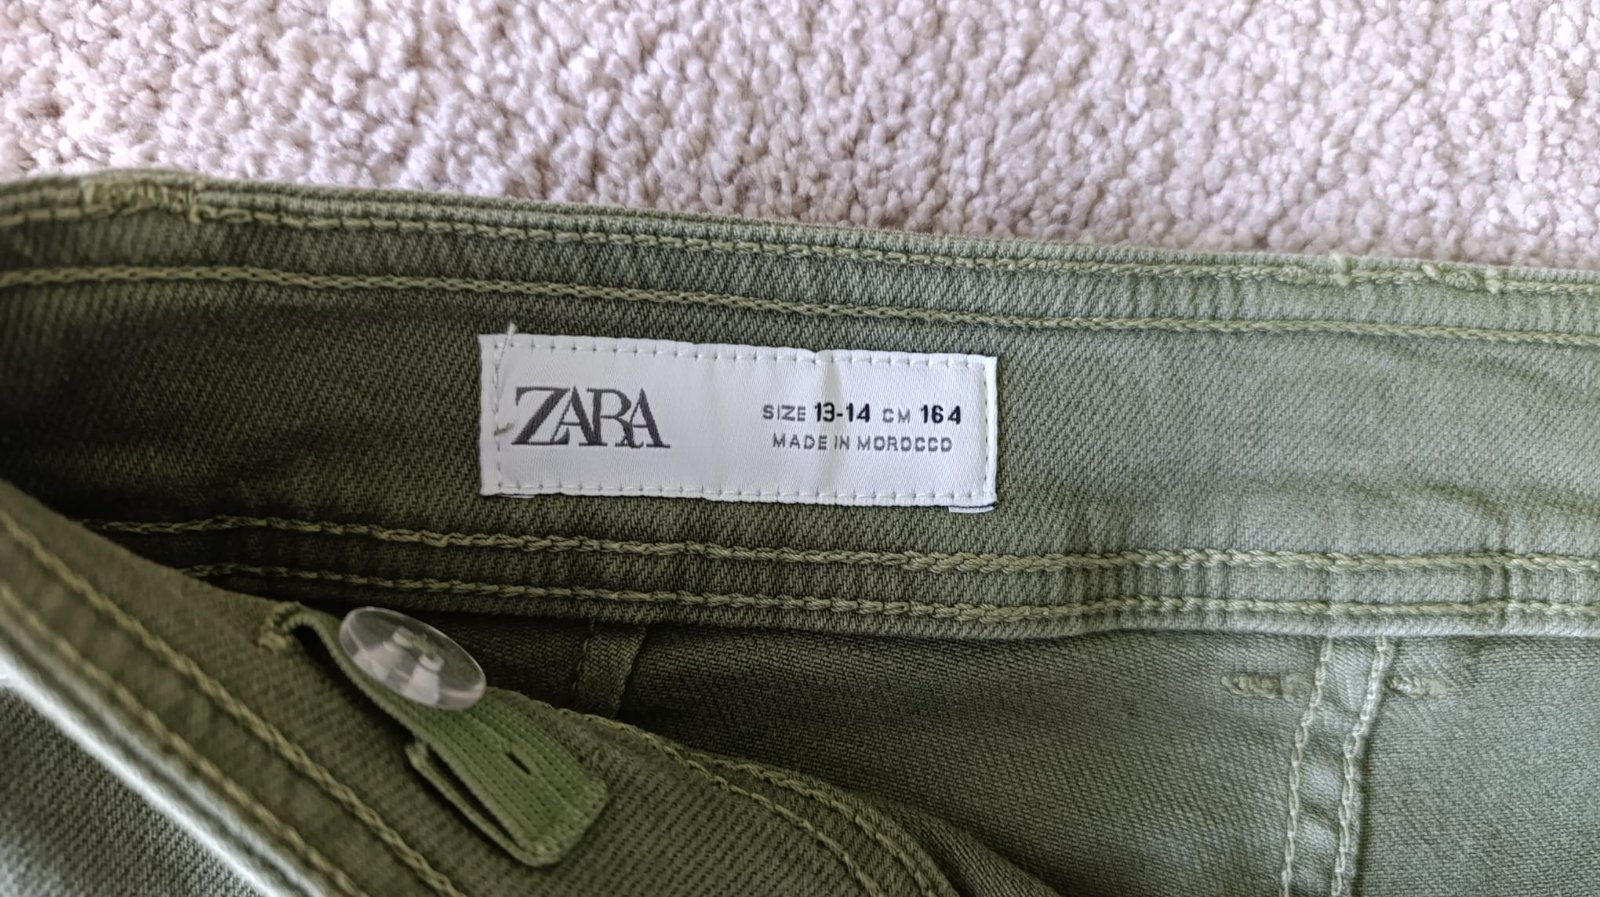 ZARA
SIZE 13-14 CM 164
MADE IN MOROCCO